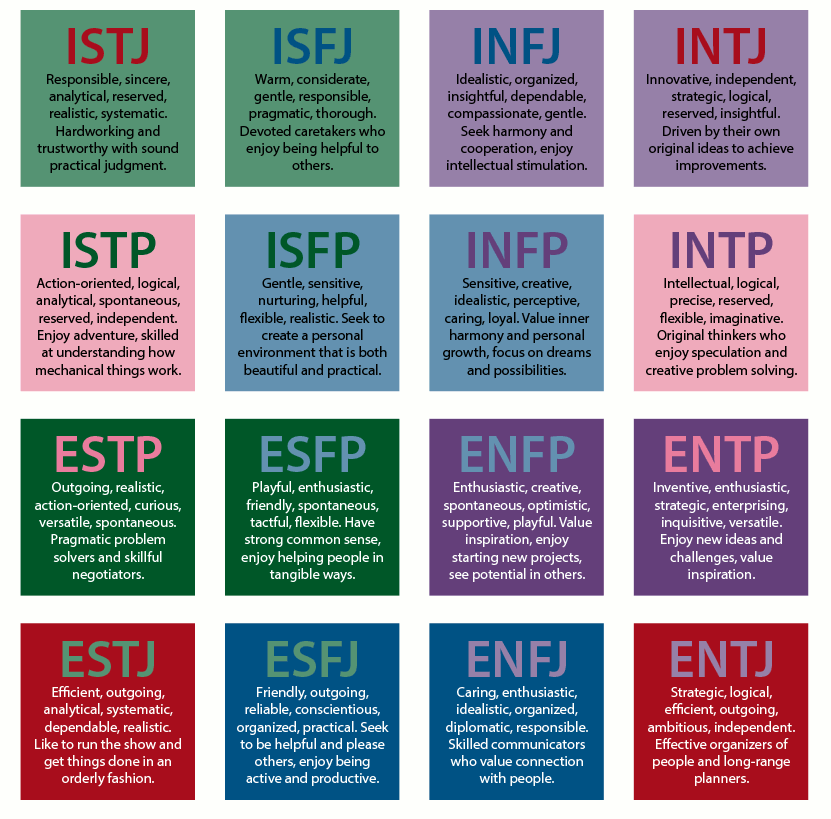 ISTJ
Responsible, sincere,
analytical, reserved,
realistic, systematic.
Hardworking and
trustworthy with sound
practical judgment.
ISFJ
Warm, considerate,
gentle, responsible,
pragmatic, thorough.
Devoted caretakers who
enjoy being helpful to
others.
INFJ
Idealistic, organized,
insightful, dependable,
compassionate, gentle.
Seek harmony and
cooperation, enjoy
intellectual stimulation.
INTJ
Innovative, independent,
strategic, logical,
reserved, insightful.
Driven by their own
original ideas to achieve
improvements.
ISTP
Action-oriented, logical,
analytical, spontaneous,
reserved, independent.
Enjoy adventure, skilled
at understanding how
mechanical things work.
ISFP
Gentle, sensitive,
nurturing, helpful,
flexible, realistic. Seek to
create a personal
environment that is both
beautiful and practical.
INFP
Sensitive, creative,
idealistic, perceptive,
caring, loyal. Value inner
harmony and personal
growth, focus on dreams
and possibilities.
INTP
Intellectual, logical,
precise, reserved,
flexible, imaginative.
Original thinkers who
enjoy speculation and
creative problem solving.
ESTP
Outgoing, realistic,
action-oriented, curious,
versatile, spontaneous.
Pragmatic problem
solvers and skillful
negotiators.
ESFP
Playful, enthusiastic,
friendly, spontaneous,
tactful, flexible. Have
strong common sense,
enjoy helping people in
tangible ways.
ENFP
Enthusiastic, creative,
spontaneous, optimistic,
supportive, playful. Value
inspiration, enjoy
starting new projects,
see potential in others.
ENTP
Inventive, enthusiastic,
strategic, enterprising,
inquisitive, versatile.
Enjoy new ideas and
challenges, value
inspiration.
ESTJ
Efficient, outgoing,
analytical, systematic,
dependable, realistic.
Like to run the show and
get things done in an
orderly fashion.
ESFJ
Friendly, outgoing,
reliable, conscientious,
organized, practical. Seek
to be helpful and please
others, enjoy being
active and productive.
ENFJ
Caring, enthusiastic,
idealistic, organized,
diplomatic, responsible.
Skilled communicators
who value connection
with people.
ENTJ
Strategic, logical,
efficient, outgoing,
ambitious, independent.
Effective organizers of
people and long-range
planners.